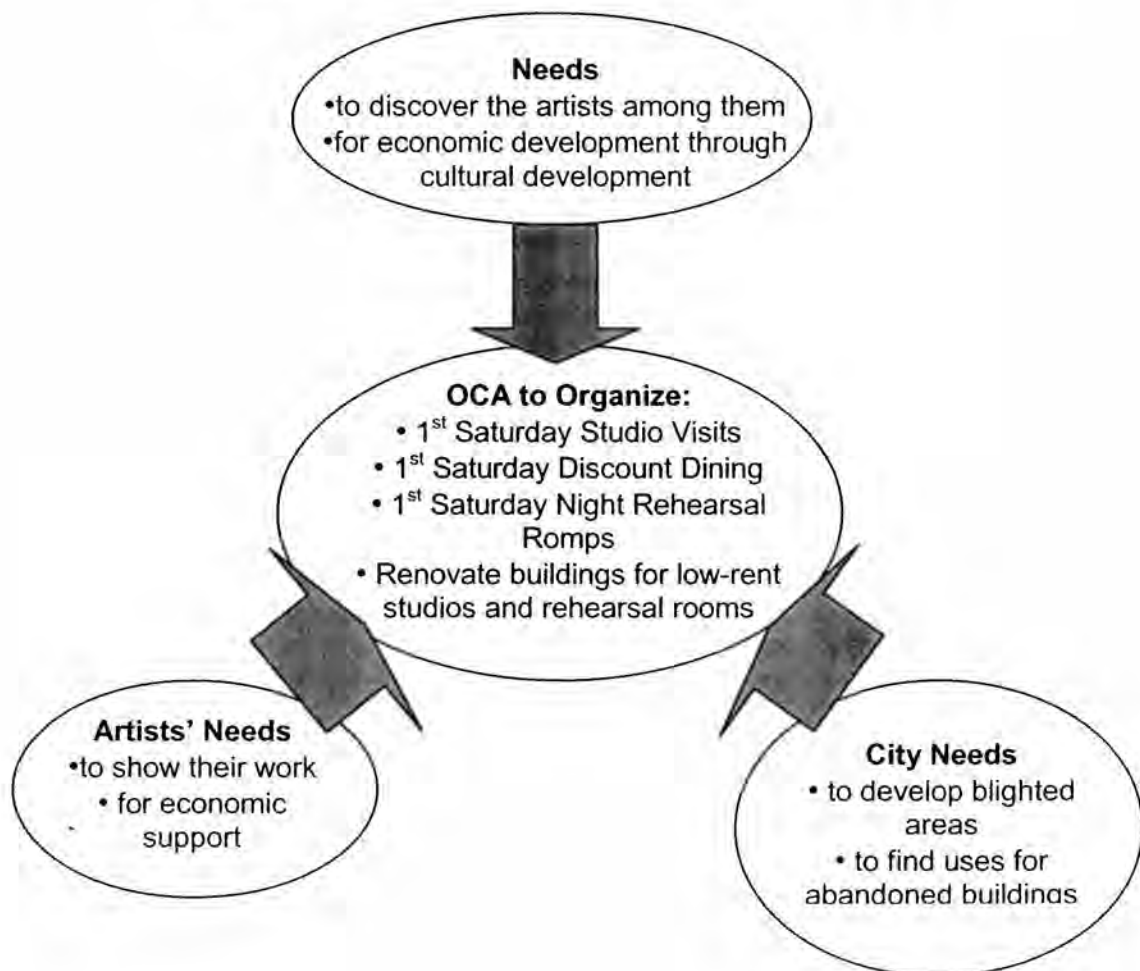 Needs
•to discover the artists among them
•for economic development through
cultural development
OCA to Organize:
• 1st Saturday Studio Visits
• 1st Saturday Discount Dining
• 1st Saturday Night Rehearsal
Romps
• Renovate buildings for low-rent
studios and rehearsal rooms
Artists’ Needs
•to show their work
• for economic
support
City Needs
• to develop blighted
areas
• to find uses for
abandoned buildings